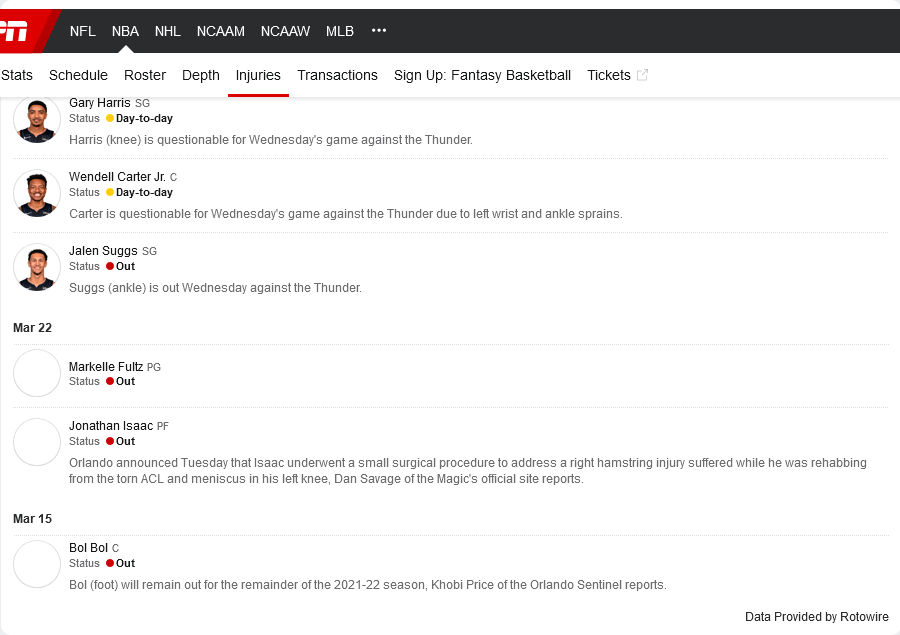 NFL NBA NHL NCAAM NCAAW MLB •••
Stats Schedule Roster Depth Injuries Transactions Sign Up: Fantasy Basketball Tickets
Gary Harris SG
Status Day-to-day
Harris (knee) is questionable for Wednesday's game against the Thunder.
Wendell Carter Jr. C
Status Day-to-day
Carter is questionable for Wednesday's game against the Thunder due to left wrist and ankle sprains.
Jalen Suggs SG
Status Out
Suggs (ankle) is out Wednesday against the Thunder.
Mar 22
Markelle Fultz PG
Status Out
Jonathan Isaac PF
Status Out
Orlando announced Tuesday that Isaac underwent a small surgical procedure to address a right hamstring injury suffered while he was rehabbing
from the torn ACL and meniscus in his left knee, Dan Savage of the Magic's official site reports.
Mar 15
Bol Bol C
Status Out
Bol (foot) will remain out for the remainder of the 2021-22 season, Khobi Price of the Orlando Sentinel reports.
Data Provided by Rotowire